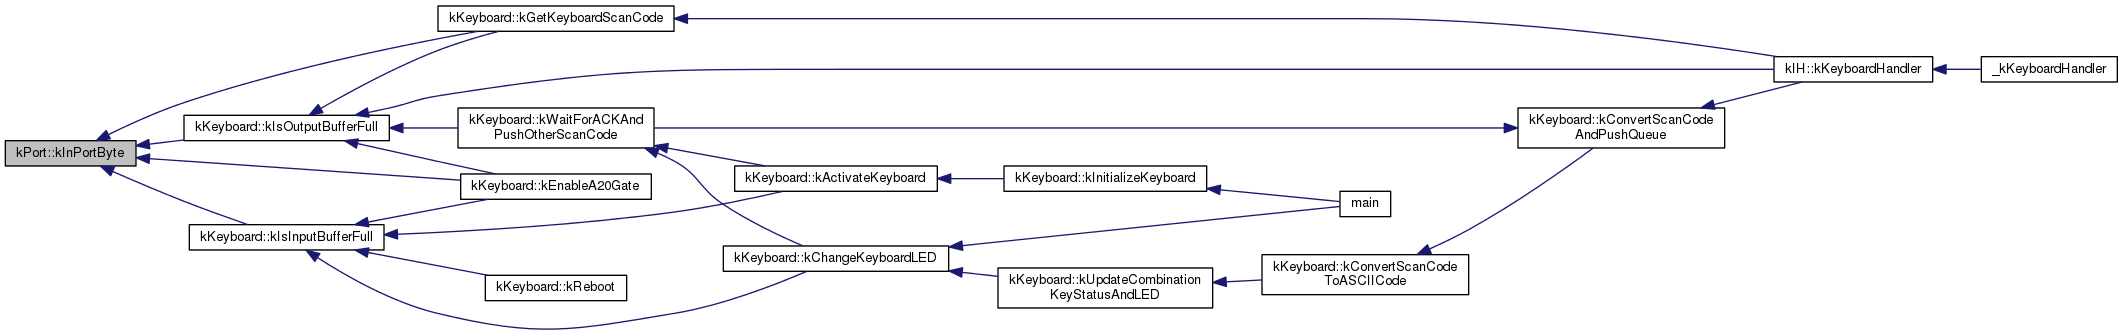 kKeyboard::kGetKeyboardScanCode
kIH::kKeyboardHandler
_kKeyboardHandler
kKeyboard::kIsOutputBufferFull
kKeyboard::kWaitForACKAnd
PushOtherScanCode
kKeyboard::kConvertScanCode
AndPushQueue
kPort::kInPortByte
kKeyboard::kEnableA20Gate
kKeyboard::kActivateKeyboard
kKeyboard::kInitializeKeyboard
main
kKeyboard::kIsInputBufferFull
kKeyboard::kChangeKeyboardLED
kKeyboard::kReboot
kKeyboard::kUpdateCombination
KeyStatusAndLED
kKeyboard::kConvertScanCode
ToASCIICode